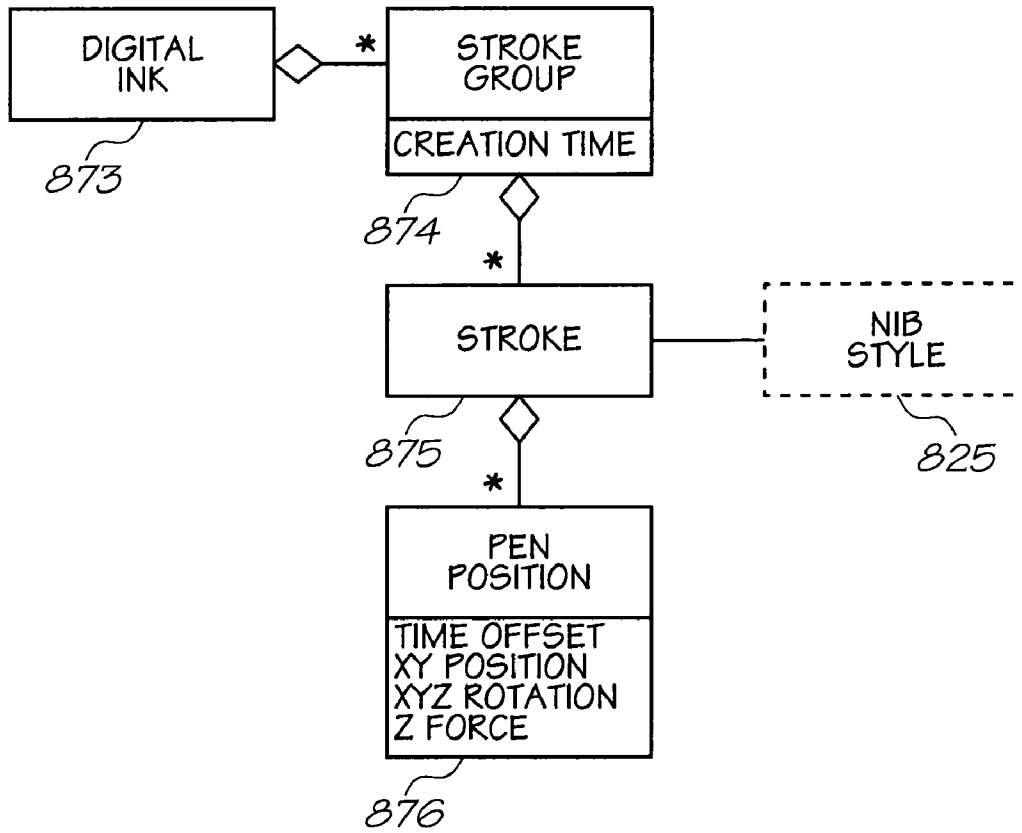 DIGITAL
INK
*
STROKE
GROUP
CREATION TIME
873
874
*
STROKE
NIB
STYLE
875
825
*
PEN
POSITION
TIME OFFSET
XY POSITION
XYZ ROTATION
Z FORCE
876